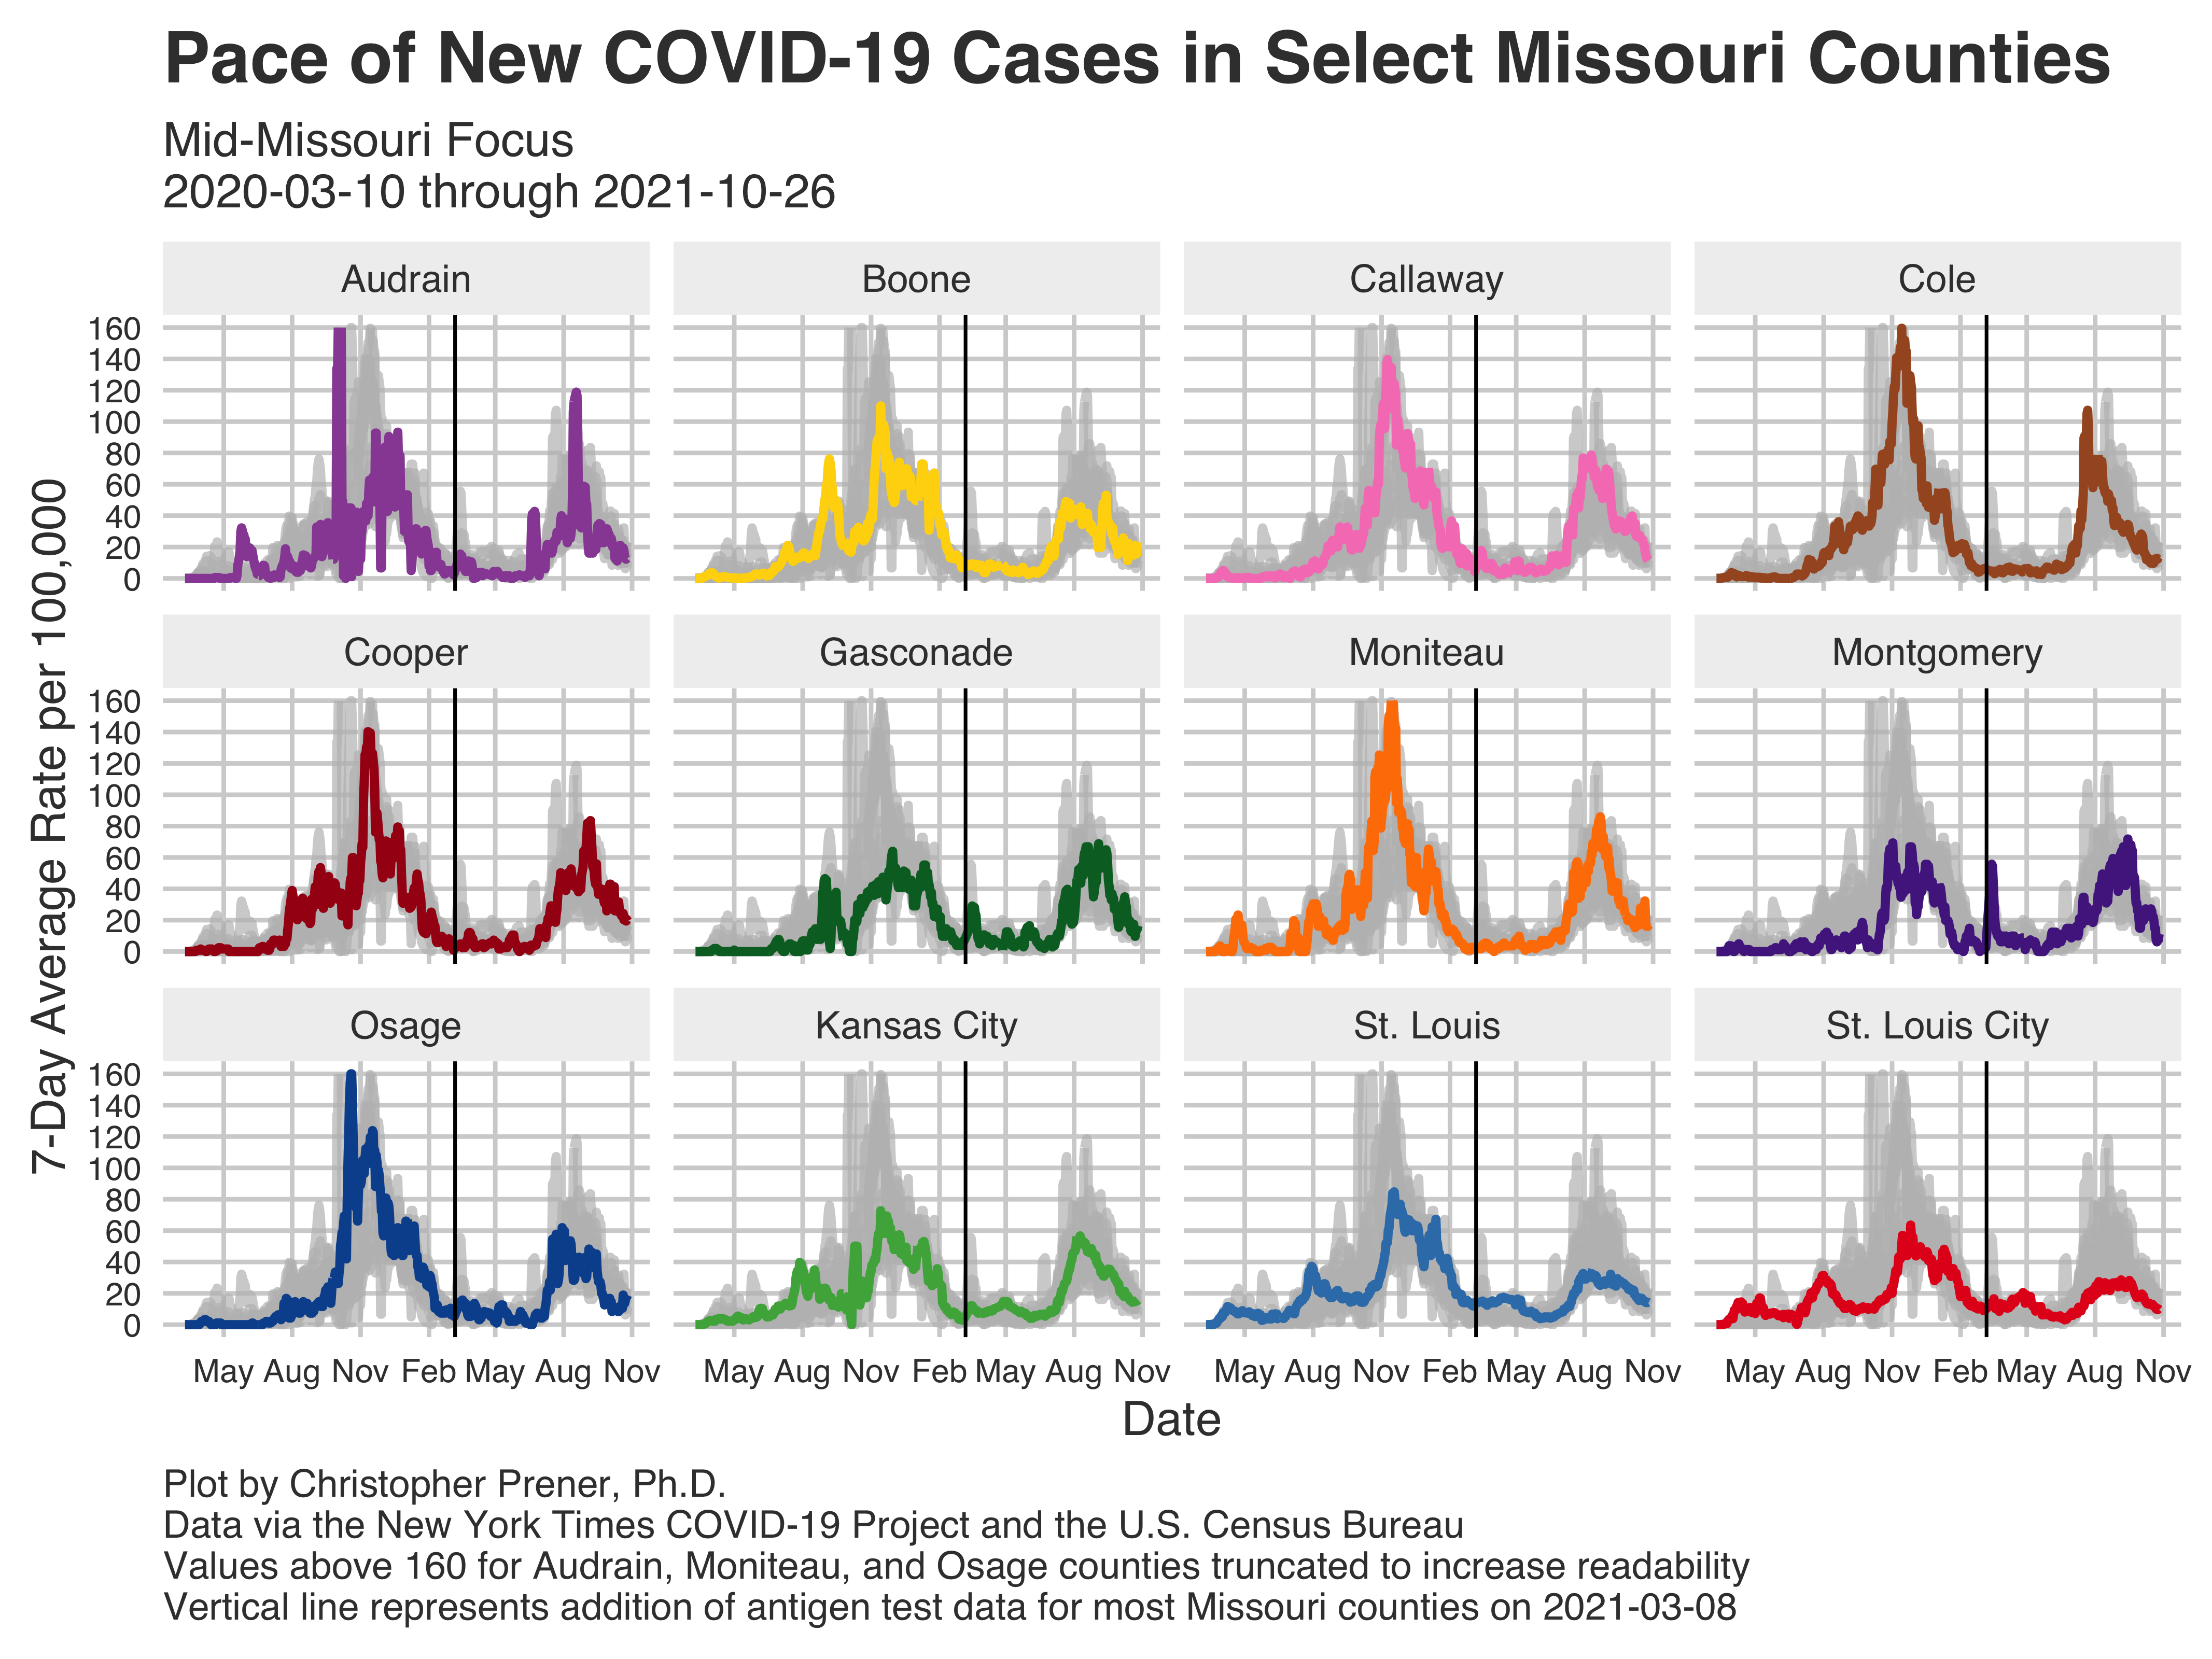 Pace of New COVID-19 Cases in Select Missouri Counties
Mid-Missouri Focus
2020-03-10 through 2021-10-26
Audrain Boone Callaway Cole
160
140
120
100
80
60
40
20
0
Cooper Gasconade Moniteau Montgomery
160
140
120
100
80
60
40
20
0
Osage Kansas City St. Louis St. Louis City
160
140
120
100
80
60
40
20
0
7-Day Average Rate per 100,000
May Aug Nov Feb May Aug Nov May Aug Nov Feb May Aug Nov May Aug Nov Feb May Aug Nov May Aug Nov Feb May Aug Nov
Date
Plot by Christopher Prener, Ph.D.
Data via the New York Times COVID-19 Project and the U.S. Census Bureau
Values above 160 for Audrain, Moniteau, and Osage counties truncated to increase readability
Vertical line represents addition of antigen test data for most Missouri counties on 2021-03-08